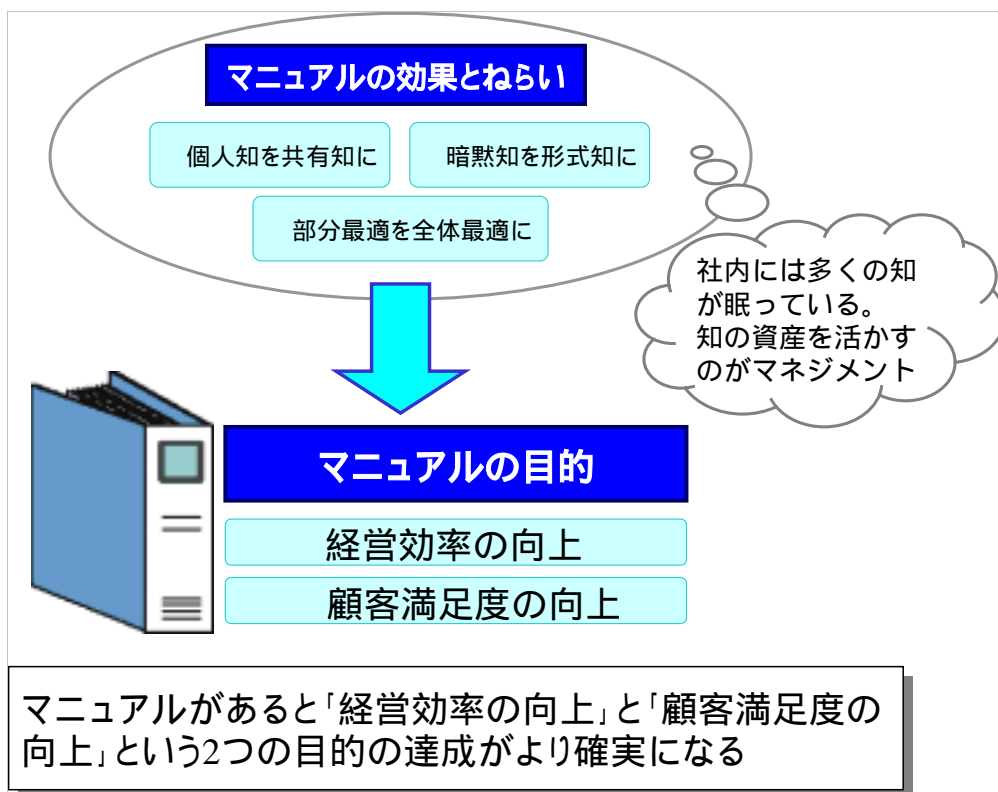 マニュアルの効果とねらい
個人知を共有知に
暗黙知を形式知に
部分最適を全体最適に
社内には多くの知
が眠っている。
知の資産を活かす
のがマネジメント
マニュアルの目的
経営効率の向上
顧客満足度の向上
マニュアルがあると｢経営効率の向上｣と｢顧客満足度の
向上｣という2つの目的の達成がより確実になる